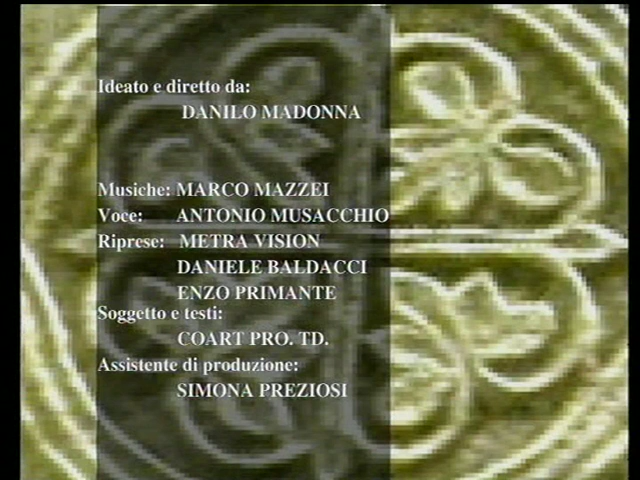 Ideato e diretto da:
DANILO MADONNA
Musiche: MARCO MAZZEI
Voce: ANTONIO MUSACCHIO
Riprese: METRA VISION
DANIELE BALDACCI
ENZO PRIMANTE
Soggetto e testi:
COART PRO. TD.
Assistente di produzione:
SIMONA PREZIOSI